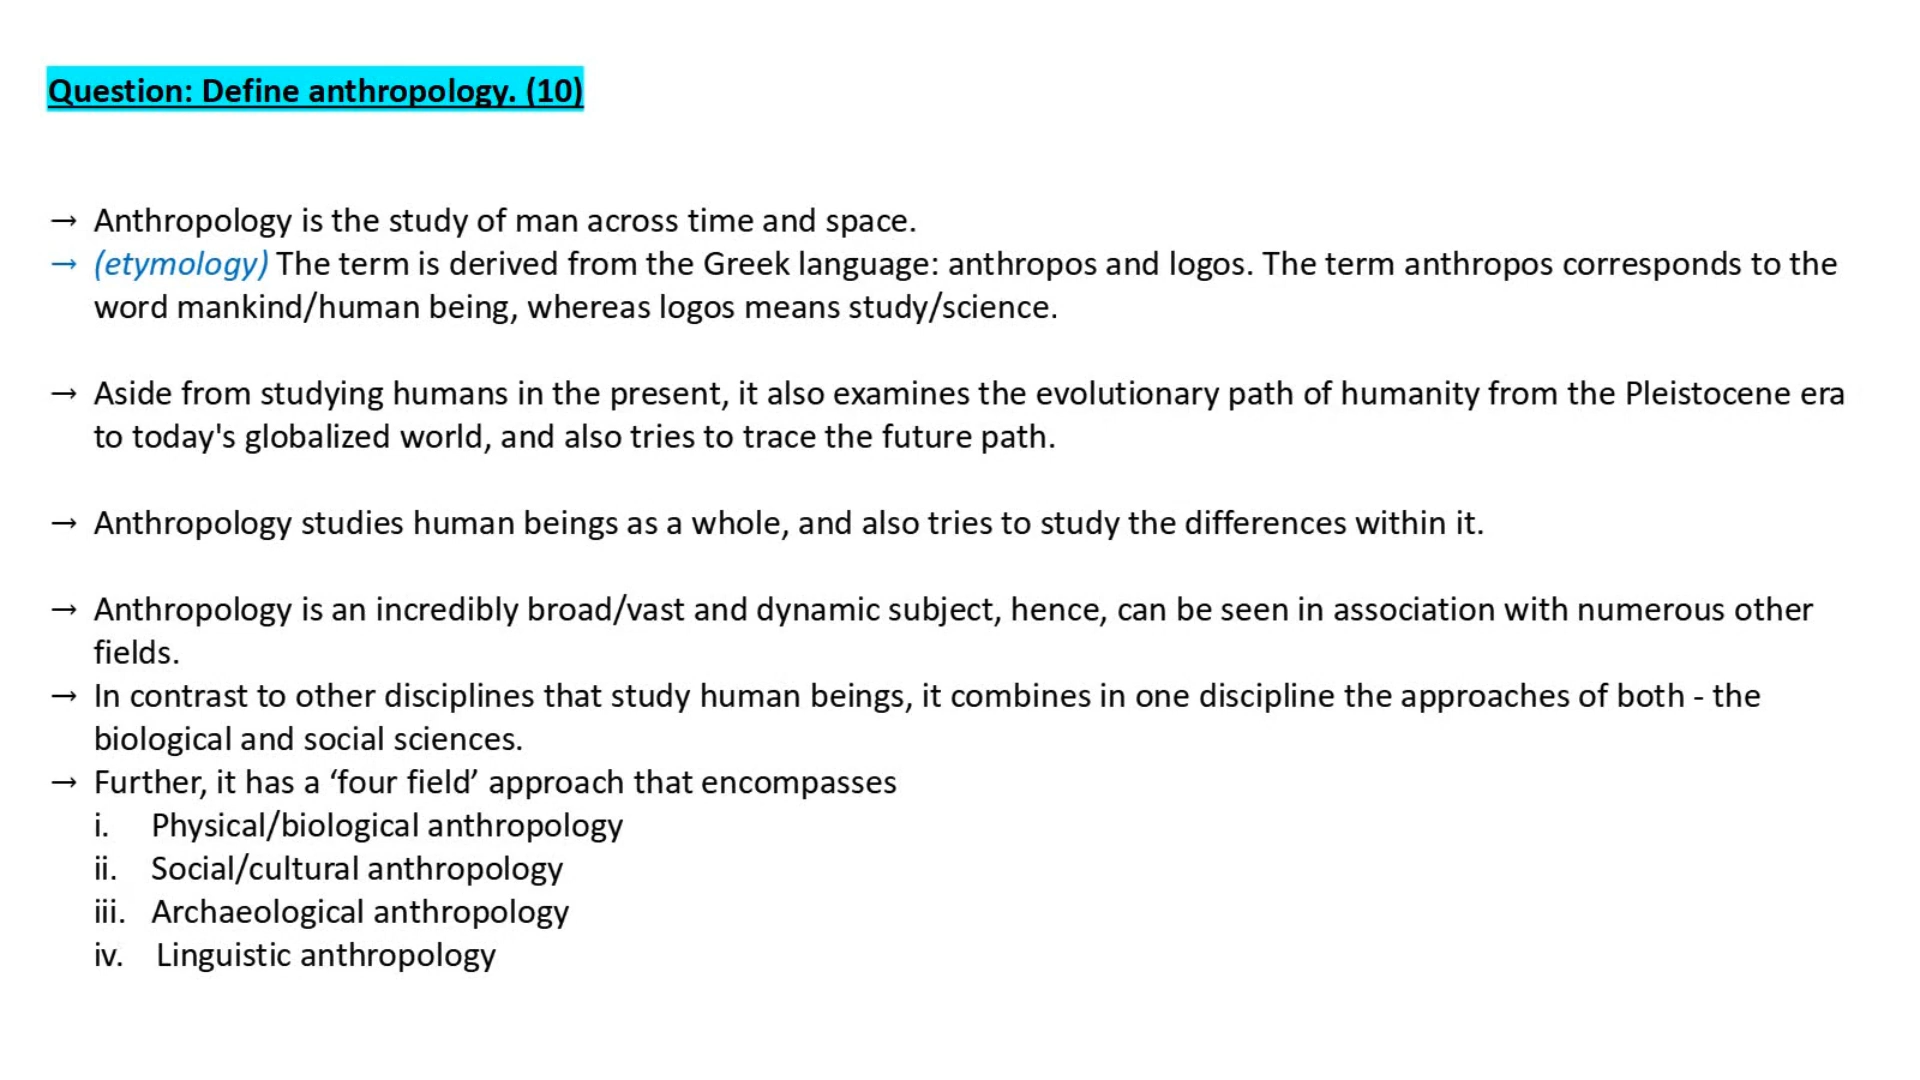 Question: Define anthropology. (10)
→ Anthropology is the study of man across time and space.
→ (etymology) The term is derived from the Greek language: anthropos and logos. The term anthropos corresponds to the
word mankind/human being, whereas logos means study/science.
→ Aside from studying humans in the present, it also examines the evolutionary path of humanity from the Pleistocene era
to today's globalized world, and also tries to trace the future path.
→ Anthropology studies human beings as a whole, and also tries to study the differences within it.
→ Anthropology is an incredibly broad/vast and dynamic subject, hence, can be seen in association with numerous other
fields.
→ In contrast to other disciplines that study human beings, it combines in one discipline the approaches of both - the
biological and social sciences.
→ Further, it has a ‘four field’ approach that encompasses
i. Physical/biological anthropology
ii. Social/cultural anthropology
iii. Archaeological anthropology
iv. Linguistic anthropology